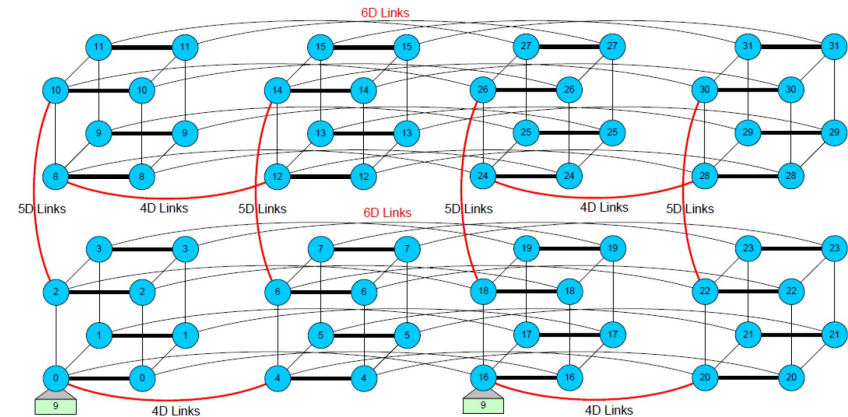 6D Links
11 11 15 15 27 27 31 31
10 10 14 14 26 26 30 30
9 9 13 13 25 25 29 29
8 8 12 12 24 24 28 28
5D Links 4D Links 5D Links 6D Links 5D Links 4D Links 5D Links
3 3 7 7 19 19 23 23
2 2 6 6 18 18 22 22
1 1 5 5 17 17 21 21
0 0 4 4 16 16 20 20
9 4D Links 9 4D Links